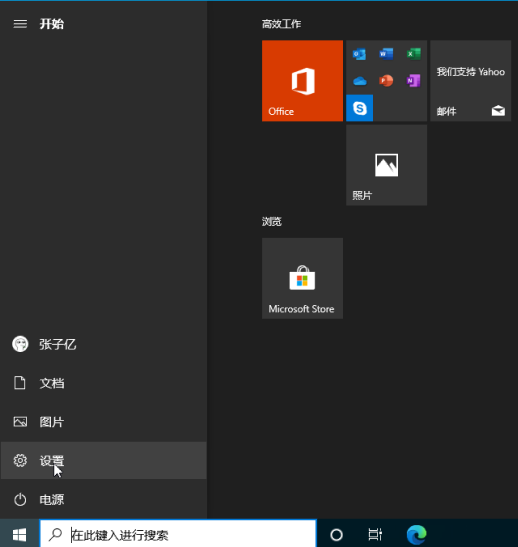 开始
高效工作
Office
我们支持 Yahoo
邮件
照片
浏览
Microsoft Store
张子亿
文档
图片
设置
电源
在此键入进行搜索